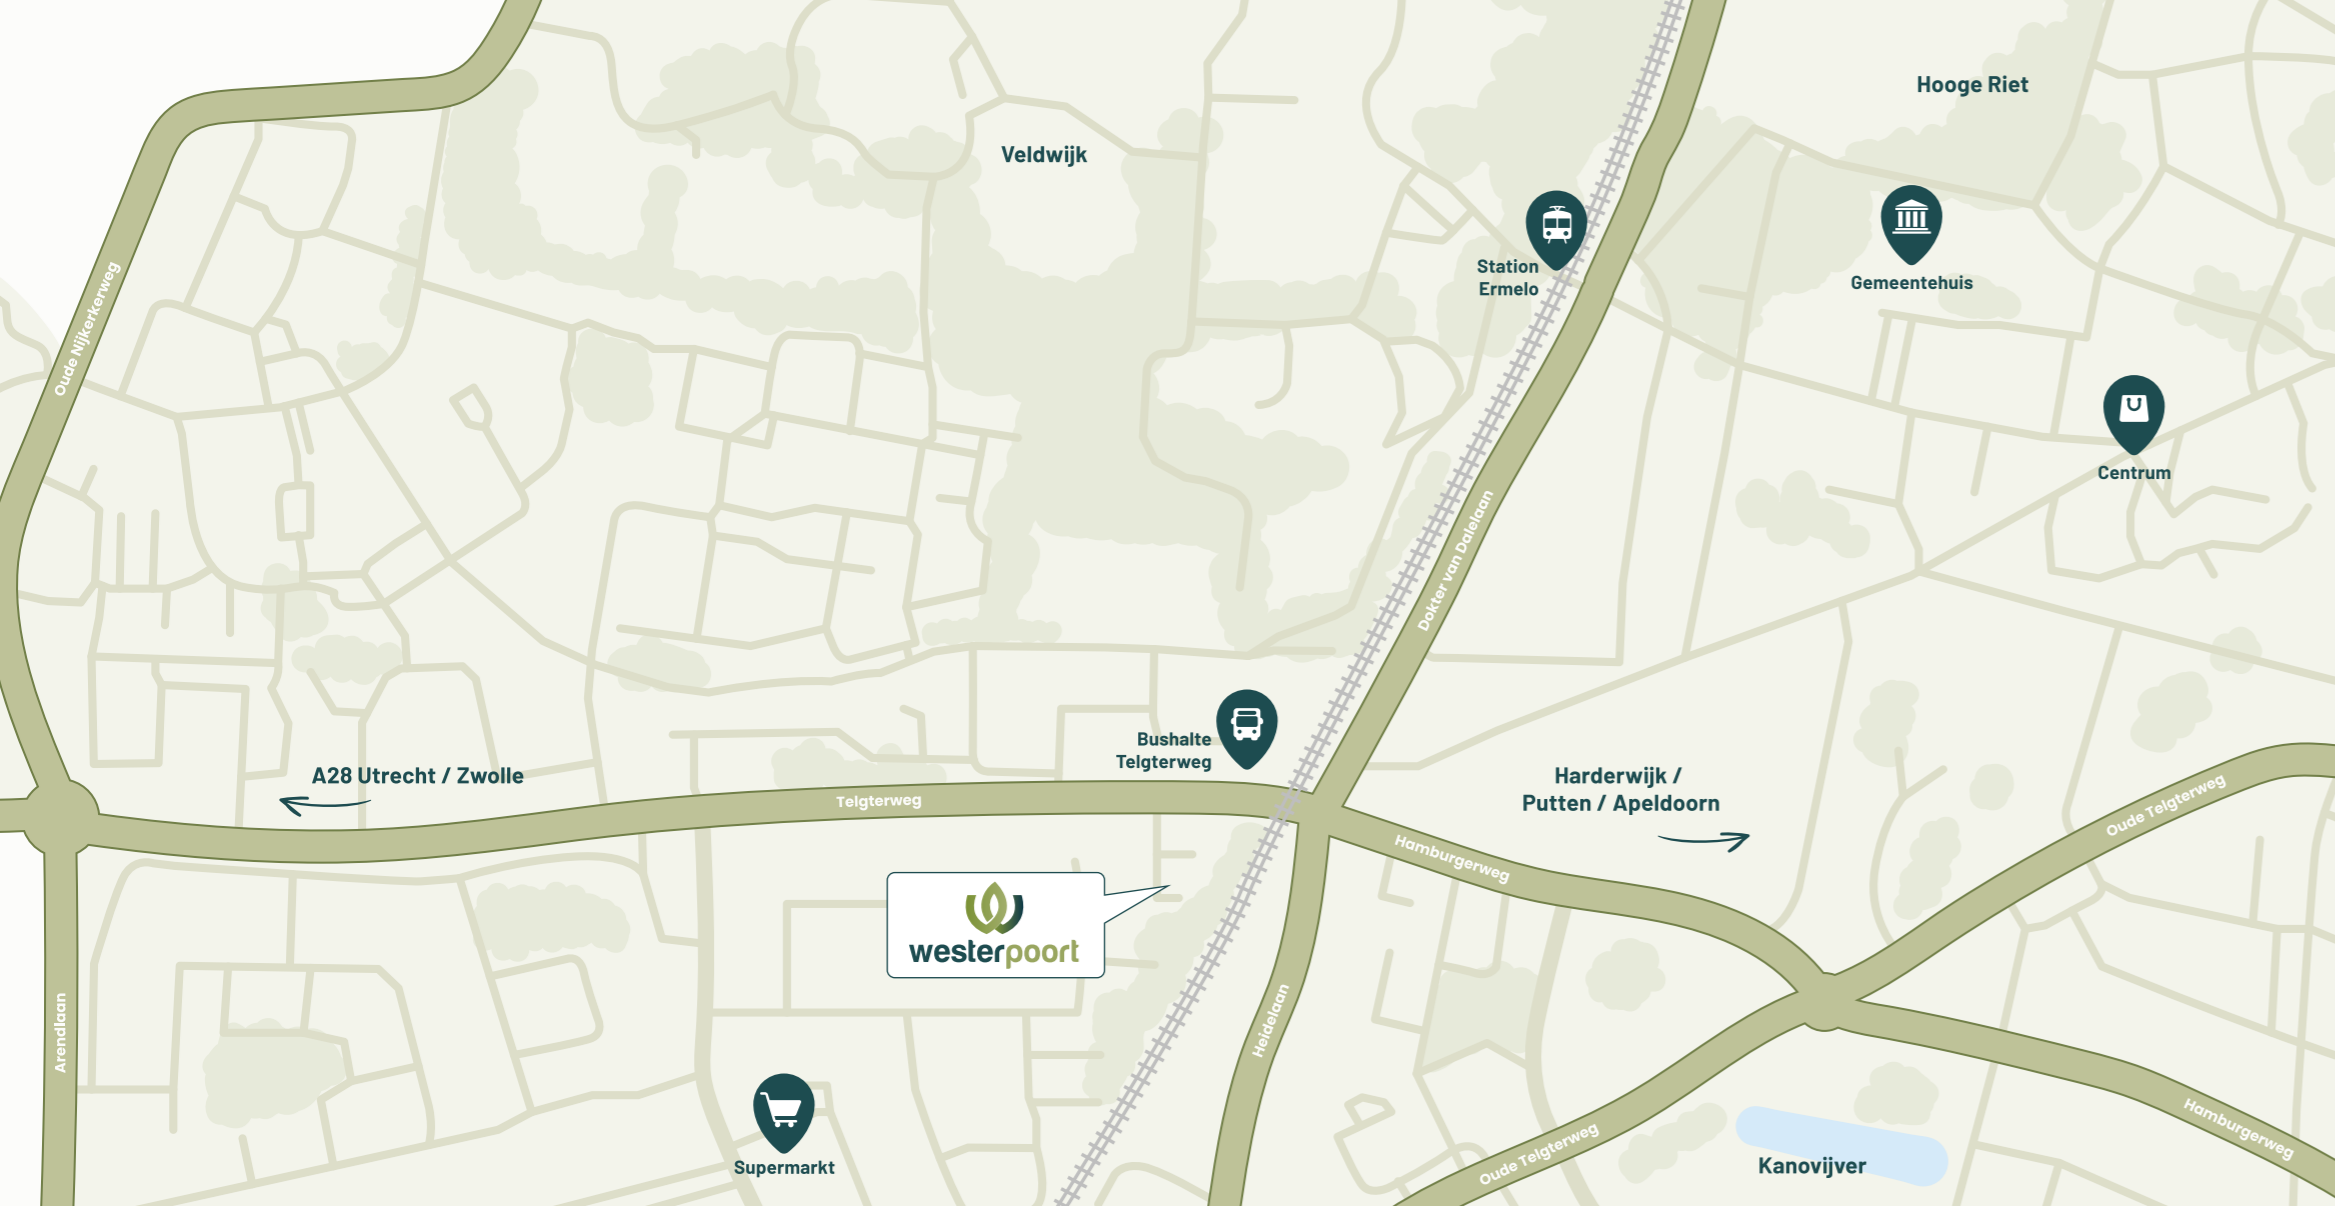 Hooge Riet
Veldwijk
Station
Ermelo
Gemeentehuis
Oude Nijkerkerweg
Centrum
Dokter van Dalelaan
Bushalte
Telgterweg
A28 Utrecht / Zwolle
Harderwijk /
Putten / Apeldoorn
Telgterweg
Oude Telgterweg
Hamburgerweg
westerpoort
Arendlaan
Heidelaan
Supermarkt
Oude Telgterweg
Kanovijver
Hamburgerweg